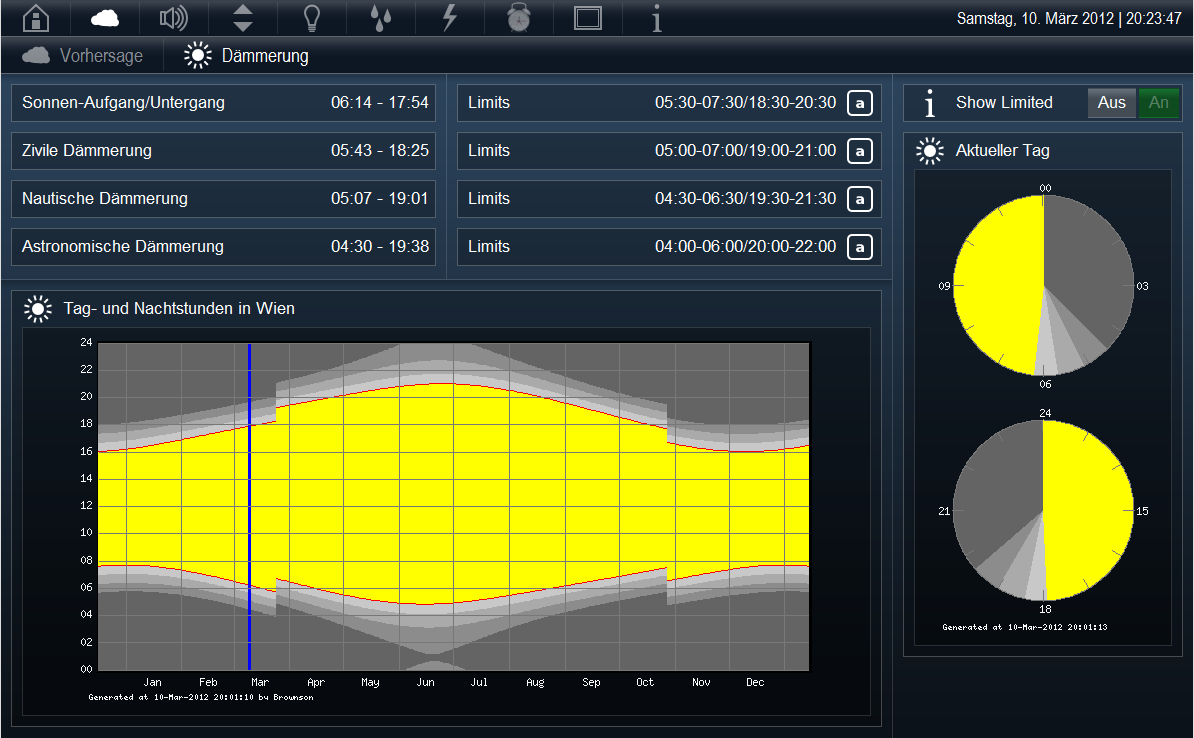 Samstag, 10. März 2012 | 20:23:47
Vorhersage Dämmerung
Sonnen-Aufgang/Untergang 06:14 - 17:54
Limits 05:30-07:30/18:30-20:30 a
Zivile Dämmerung 05:43 - 18:25
Limits 05:00-07:00/19:00-21:00 a
Nautische Dämmerung 05:07 - 19:01
Limits 04:30-06:30/19:30-21:30 a
Astronomische Dämmerung 04:30 - 19:38
Limits 04:00-06:00/20:00-22:00 a
Show Limited Aus An
Aktueller Tag
00
03
06
09
24
15
18
21
Generated at 10-Mar-2012 20:01:13
Tag- und Nachtstunden in Wien
24
22
20
18
16
14
12
10
08
06
04
02
00
Jan Feb Mar Apr May Jun Jul Aug Sep Oct Nov Dec
Generated at 10-Mar-2012 20:01:10 by Brownson